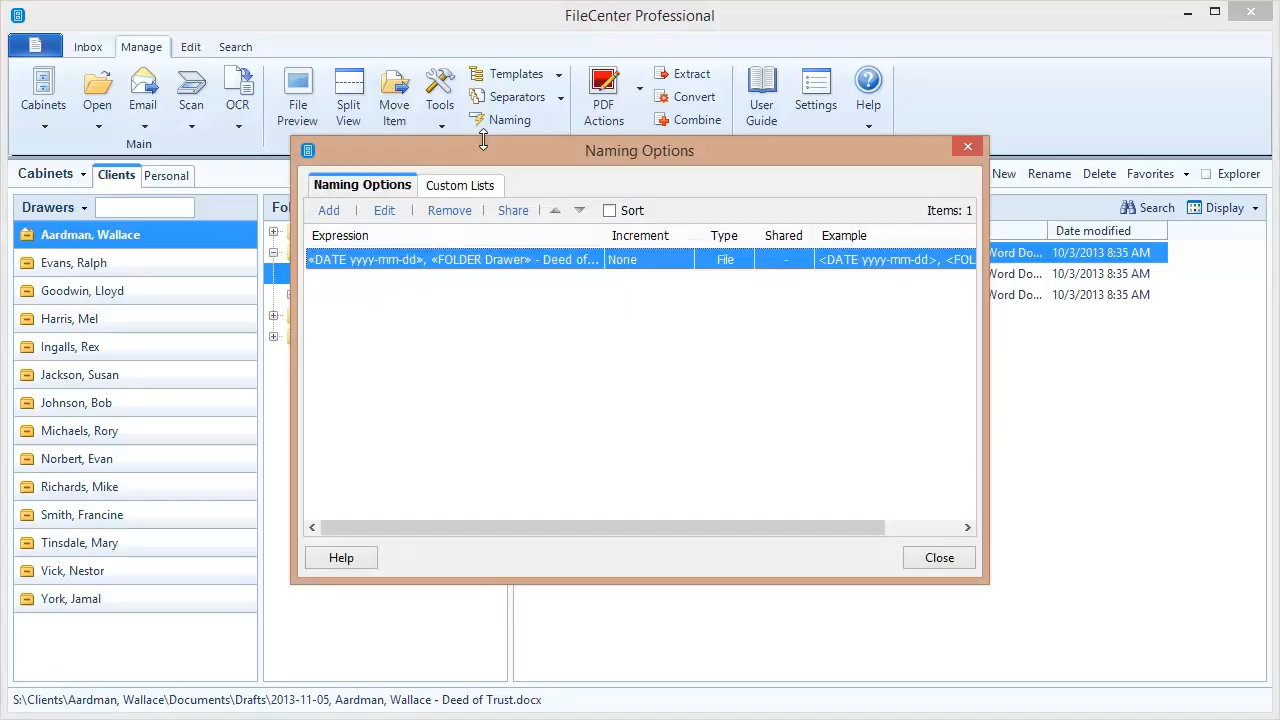 FileCenter Professional
Inbox Manage Edit Search
Cabinets Open Email Scan OCR File Preview Split View Move Item Tools Templates Separators Naming PDF Actions Extract Convert Combine User Guide Settings Help
Main
Cabinets Clients Personal New Rename Delete Favorites Explorer
Drawers
Search Display
Date modified
Aardman, Wallace
Evans, Ralph
Goodwin, Lloyd
Harris, Mel
Ingalls, Rex
Jackson, Susan
Johnson, Bob
Michaels, Rory
Norbert, Evan
Richards, Mike
Smith, Francine
Tinsdale, Mary
Vick, Nestor
York, Jamal
Word Do... 10/3/2013 8:35 AM
Word Do... 10/3/2013 8:35 AM
Word Do... 10/3/2013 8:35 AM
Naming Options
Naming Options Custom Lists
Add Edit Remove Share Sort Items: 1
Expression Increment Type Shared Example
«DATE yyyy-mm-dd», «FOLDER Drawer» - Deed of... None File - <DATE yyyy-mm-dd>, <FOL
Help Close
S:\Clients\Aardman, Wallace\Documents\Drafts\2013-11-05, Aardman, Wallace - Deed of Trust.docx